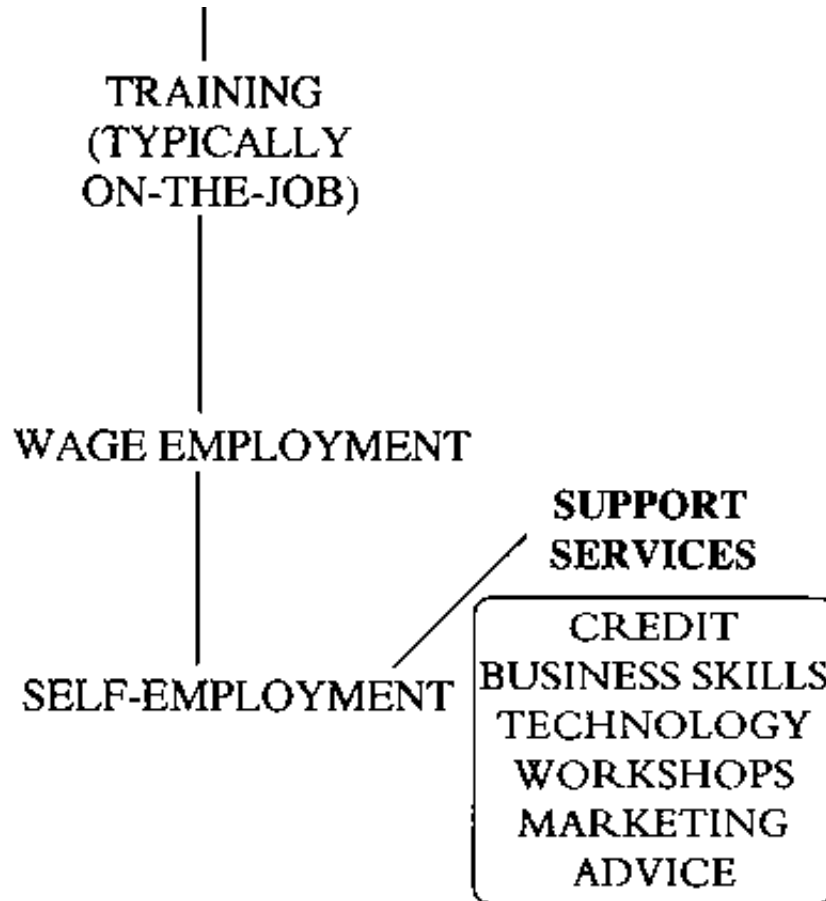 TRAINING
(TYPICALLY
ON-THE-JOB)
WAGE EMPLOYMENT
SUPPORT
SERVICES
SELF-EMPLOYMENT
CREDIT
BUSINESS SKILLS
TECHNOLOGY
WORKSHOPS
MARKETING
ADVICE